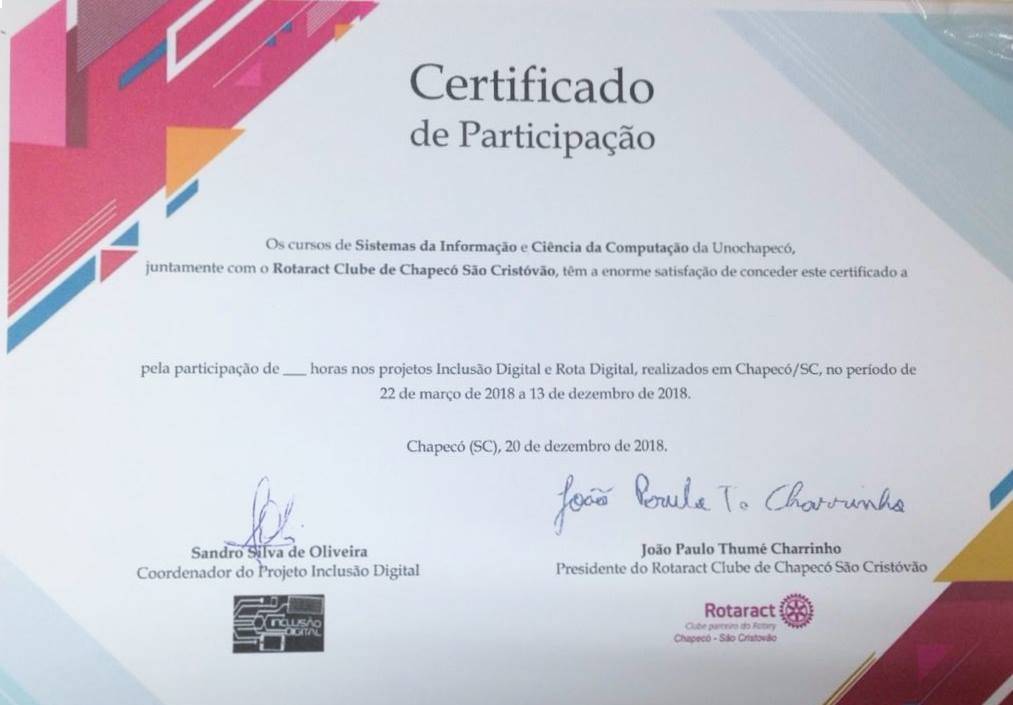 Certificado
de Participação
Os cursos de Sistemas da Informação e Ciência da Computação da Unochapecó,
juntamente com o Rotaract Clube de Chapecó São Cristóvão, têm a enorme satisfação de conceder este certificado a
pela participação de ___ horas nos projetos Inclusão Digital e Rota Digital, realizados em Chapecó/SC, no período de
22 de março de 2018 a 13 de dezembro de 2018.
Chapecó (SC), 20 de dezembro de 2018.
João Paulo T. Charrinho
Sandro Silva de Oliveira
Coordenador do Projeto Inclusão Digital
João Paulo Thumé Charrinho
Presidente do Rotaract Clube de Chapecó São Cristóvão
INCLUSÃO
DIGITAL
Rotaract
Clube parceiro do Rotary
Chapecó - São Cristovão